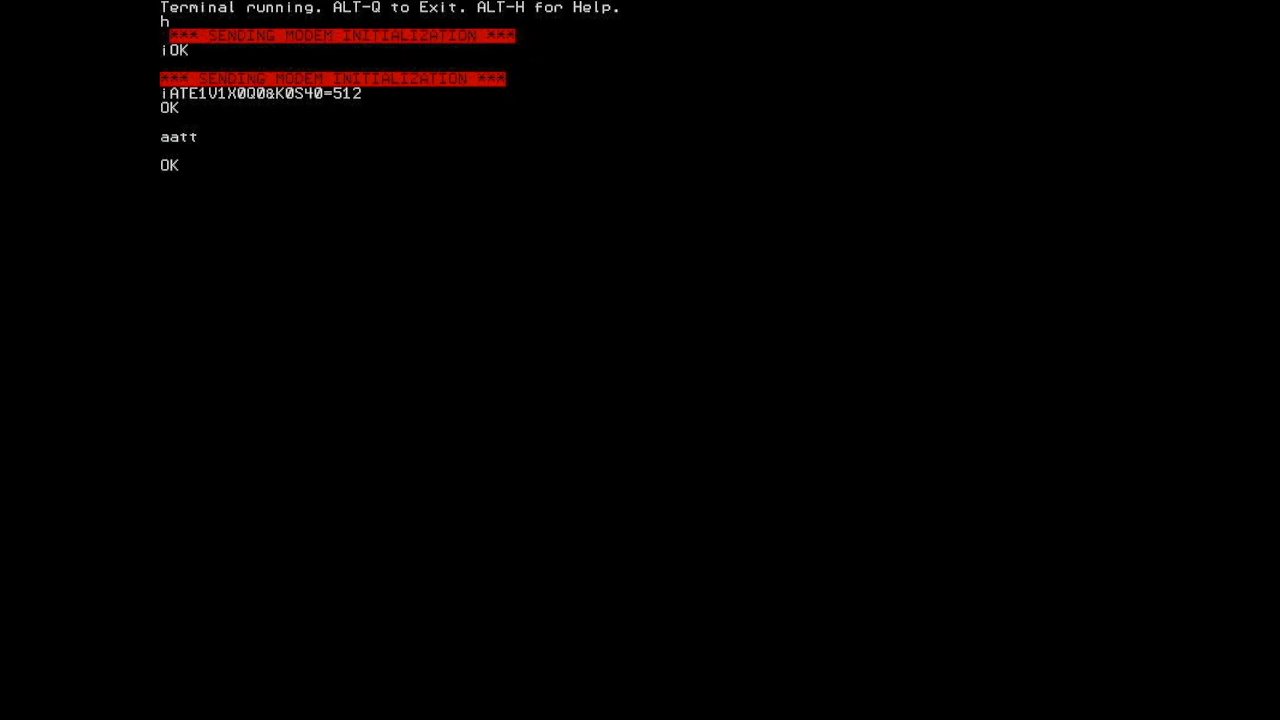 Terminal running. ALT-Q to Exit. ALT-H for Help.
h
*** SENDING MODEM INITIALIZATION ***
iOK
*** SENDING MODEM INITIALIZATION ***
iATE1V1X0Q0&K0S40=512
OK
aatt
OK